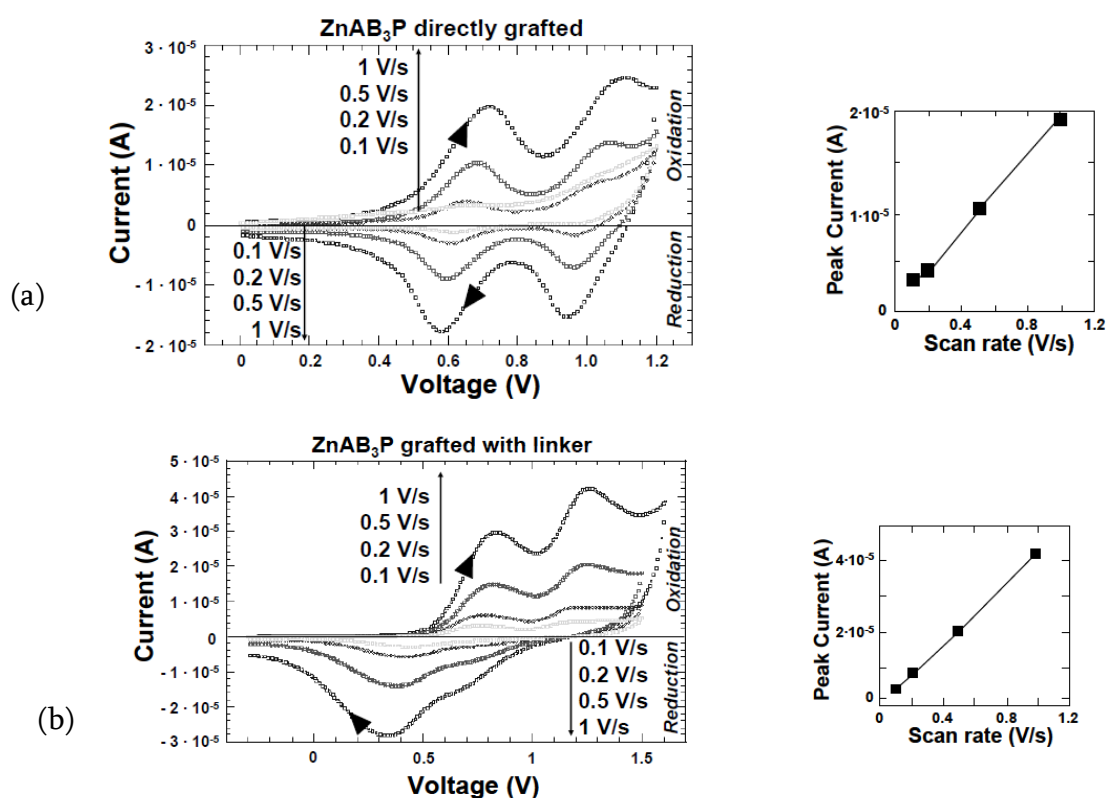 ZnAB₃P directly grafted
3 · 10⁻⁵
2 · 10⁻⁵
1 · 10⁻⁵
0
- 1 · 10⁻⁵
- 2 · 10⁻⁵
Current (A)
1 V/s
0.5 V/s
0.2 V/s
0.1 V/s
Oxidation
0.1 V/s
0.2 V/s
0.5 V/s
1 V/s
Reduction
0 0.2 0.4 0.6 0.8 1.0 1.2
Voltage (V)
(a)
Peak Current (A)
2·10⁻⁵
1·10⁻⁵
0
0 0.4 0.8 1.2
Scan rate (V/s)
ZnAB₃P grafted with linker
5 · 10⁻⁵
4 · 10⁻⁵
3 · 10⁻⁵
2 · 10⁻⁵
1 · 10⁻⁵
0
- 1 · 10⁻⁵
- 2 · 10⁻⁵
- 3 · 10⁻⁵
Current (A)
1 V/s
0.5 V/s
0.2 V/s
0.1 V/s
Oxidation
0.1 V/s
0.2 V/s
0.5 V/s
1 V/s
Reduction
0 0.5 1 1.5
Voltage (V)
(b)
Peak Current (A)
4·10⁻⁵
2·10⁻⁵
0
0 0.4 0.8 1.2
Scan rate (V/s)